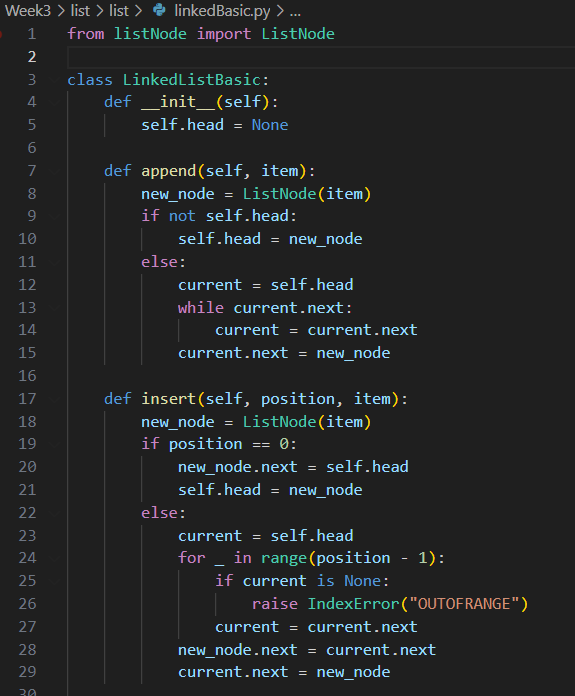 Week3 > list > list > linkedBasic.py > ...
1 from listNode import ListNode
2
3 class LinkedListBasic:
4     def __init__(self):
5         self.head = None
6
7     def append(self, item):
8         new_node = ListNode(item)
9         if not self.head:
10             self.head = new_node
11         else:
12             current = self.head
13             while current.next:
14                 current = current.next
15             current.next = new_node
16
17     def insert(self, position, item):
18         new_node = ListNode(item)
19         if position == 0:
20             new_node.next = self.head
21             self.head = new_node
22         else:
23             current = self.head
24             for _ in range(position - 1):
25                 if current is None:
26                     raise IndexError("OUTOFRANGE")
27                 current = current.next
28             new_node.next = current.next
29             current.next = new_node
30